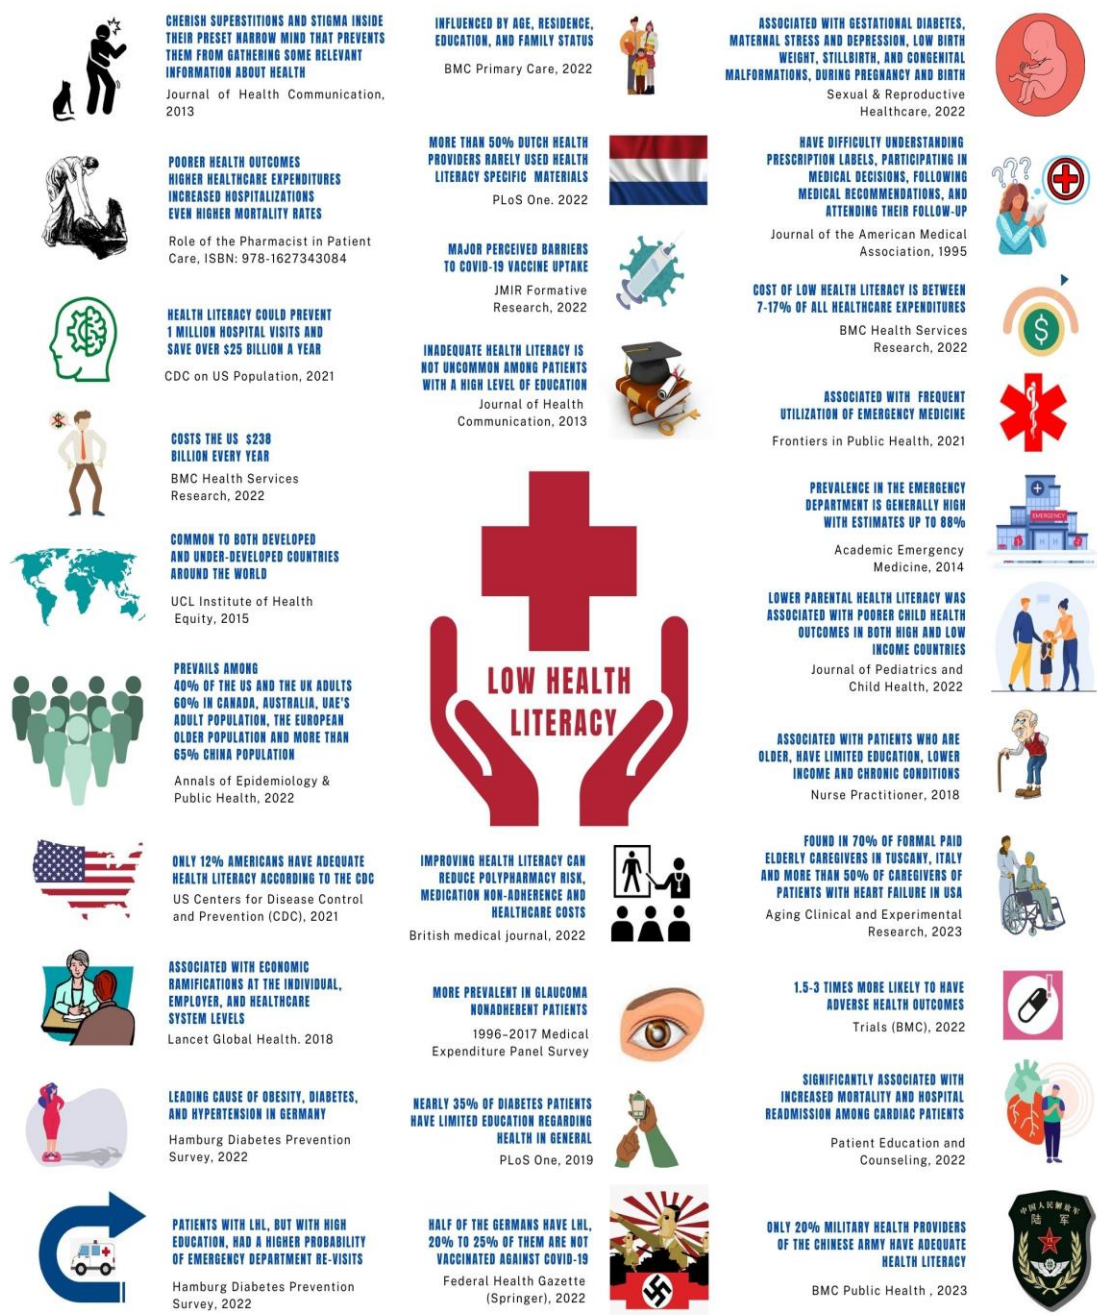 CHERISH SUPERSTITIONS AND STIGMA INSIDE
THEIR PRESET NARROW MIND THAT PREVENTS
THEM FROM GATHERING SOME RELEVANT
INFORMATION ABOUT HEALTH
Journal of Health Communication,
2013
POORER HEALTH OUTCOMES
HIGHER HEALTHCARE EXPENDITURES
INCREASED HOSPITALIZATIONS
EVEN HIGHER MORTALITY RATES
Role of the Pharmacist in Patient
Care, ISBN: 978-1627343084
HEALTH LITERACY COULD PREVENT
1 MILLION HOSPITAL VISITS AND
SAVE OVER $25 BILLION A YEAR
CDC on US Population, 2021
COSTS THE US $238
BILLION EVERY YEAR
BMC Health Services
Research, 2022
COMMON TO BOTH DEVELOPED
AND UNDER-DEVELOPED COUNTRIES
AROUND THE WORLD
UCL Institute of Health
Equity, 2015
PREVAILS AMONG
40% OF THE US AND THE UK ADULTS
60% IN CANADA, AUSTRALIA, UAE'S
ADULT POPULATION, THE EUROPEAN
OLDER POPULATION AND MORE THAN
65% CHINA POPULATION
Annals of Epidemiology &
Public Health, 2022
ONLY 12% AMERICANS HAVE ADEQUATE
HEALTH LITERACY ACCORDING TO THE CDC
US Centers for Disease Control
and Prevention (CDC), 2021
ASSOCIATED WITH ECONOMIC
RAMIFICATIONS AT THE INDIVIDUAL,
EMPLOYER, AND HEALTHCARE
SYSTEM LEVELS
Lancet Global Health. 2018
LEADING CAUSE OF OBESITY, DIABETES,
AND HYPERTENSION IN GERMANY
Hamburg Diabetes Prevention
Survey, 2022
PATIENTS WITH LHL, BUT WITH HIGH
EDUCATION, HAD A HIGHER PROBABILITY
OF EMERGENCY DEPARTMENT RE-VISITS
Hamburg Diabetes Prevention
Survey, 2022
INFLUENCED BY AGE, RESIDENCE,
EDUCATION, AND FAMILY STATUS
BMC Primary Care, 2022
MORE THAN 50% DUTCH HEALTH
PROVIDERS RARELY USED HEALTH
LITERACY SPECIFIC MATERIALS
PLoS One. 2022
MAJOR PERCEIVED BARRIERS
TO COVID-19 VACCINE UPTAKE
JMIR Formative
Research, 2022
INADEQUATE HEALTH LITERACY IS
NOT UNCOMMON AMONG PATIENTS
WITH A HIGH LEVEL OF EDUCATION
Journal of Health
Communication, 2013
LOW HEALTH
LITERACY
IMPROVING HEALTH LITERACY CAN
REDUCE POLYPHARMACY RISK,
MEDICATION NON-ADHERENCE AND
HEALTHCARE COSTS
British medical journal, 2022
MORE PREVALENT IN GLAUCOMA
NONADHERENT PATIENTS
1996–2017 Medical
Expenditure Panel Survey
NEARLY 35% OF DIABETES PATIENTS
HAVE LIMITED EDUCATION REGARDING
HEALTH IN GENERAL
PLoS One, 2019
HALF OF THE GERMANS HAVE LHL,
20% TO 25% OF THEM ARE NOT
VACCINATED AGAINST COVID-19
Federal Health Gazette
(Springer), 2022
ASSOCIATED WITH GESTATIONAL DIABETES,
MATERNAL STRESS AND DEPRESSION, LOW BIRTH
WEIGHT, STILLBIRTH, AND CONGENITAL
MALFORMATIONS, DURING PREGNANCY AND BIRTH
Sexual & Reproductive
Healthcare, 2022
HAVE DIFFICULTY UNDERSTANDING
PRESCRIPTION LABELS, PARTICIPATING IN
MEDICAL DECISIONS, FOLLOWING
MEDICAL RECOMMENDATIONS, AND
ATTENDING THEIR FOLLOW-UP
Journal of the American Medical
Association, 1995
???
COST OF LOW HEALTH LITERACY IS BETWEEN
7-17% OF ALL HEALTHCARE EXPENDITURES
BMC Health Services
Research, 2022
$
ASSOCIATED WITH FREQUENT
UTILIZATION OF EMERGENCY MEDICINE
Frontiers in Public Health, 2021
PREVALENCE IN THE EMERGENCY
DEPARTMENT IS GENERALLY HIGH
WITH ESTIMATES UP TO 88%
Academic Emergency
Medicine, 2014
EMERGENCY
LOWER PARENTAL HEALTH LITERACY WAS
ASSOCIATED WITH POORER CHILD HEALTH
OUTCOMES IN BOTH HIGH AND LOW
INCOME COUNTRIES
Journal of Pediatrics and
Child Health, 2022
ASSOCIATED WITH PATIENTS WHO ARE
OLDER, HAVE LIMITED EDUCATION, LOWER
INCOME AND CHRONIC CONDITIONS
Nurse Practitioner, 2018
FOUND IN 70% OF FORMAL PAID
ELDERLY CAREGIVERS IN TUSCANY, ITALY
AND MORE THAN 50% OF CAREGIVERS OF
PATIENTS WITH HEART FAILURE IN USA
Aging Clinical and Experimental
Research, 2023
1.5-3 TIMES MORE LIKELY TO HAVE
ADVERSE HEALTH OUTCOMES
Trials (BMC), 2022
SIGNIFICANTLY ASSOCIATED WITH
INCREASED MORTALITY AND HOSPITAL
READMISSION AMONG CARDIAC PATIENTS
Patient Education and
Counseling, 2022
ONLY 20% MILITARY HEALTH PROVIDERS
OF THE CHINESE ARMY HAVE ADEQUATE
HEALTH LITERACY
BMC Public Health , 2023
中国人民解放军
陆 军